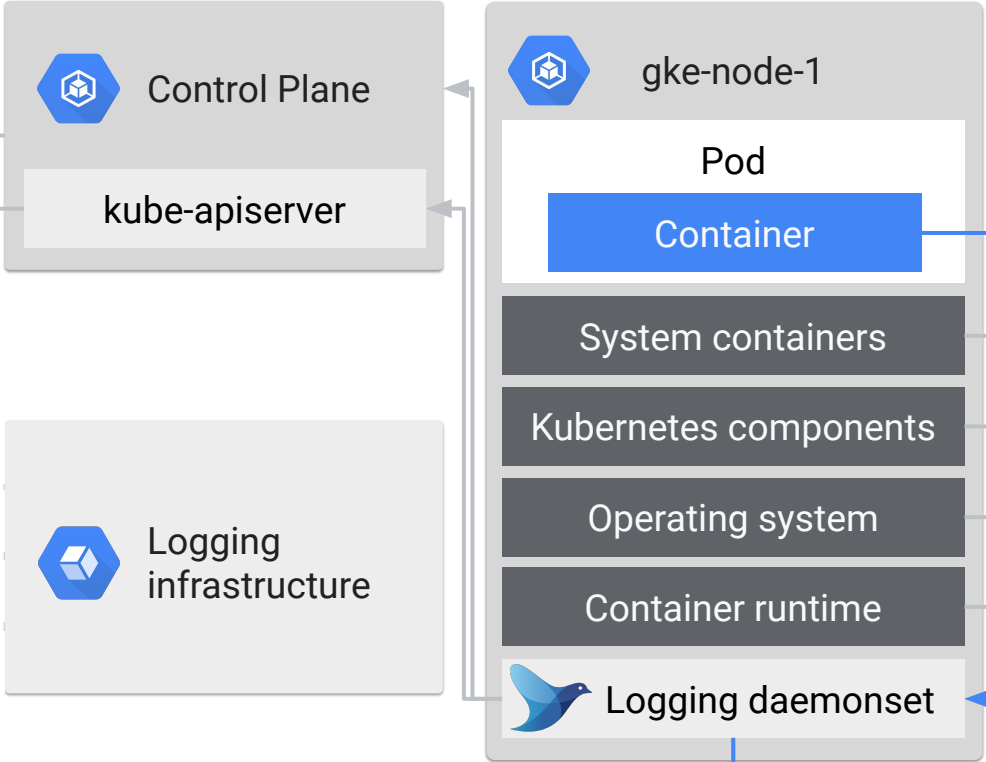 Control Plane
kube-apiserver
Logging
infrastructure
gke-node-1
Pod
Container
System containers
Kubernetes components
Operating system
Container runtime
Logging daemonset